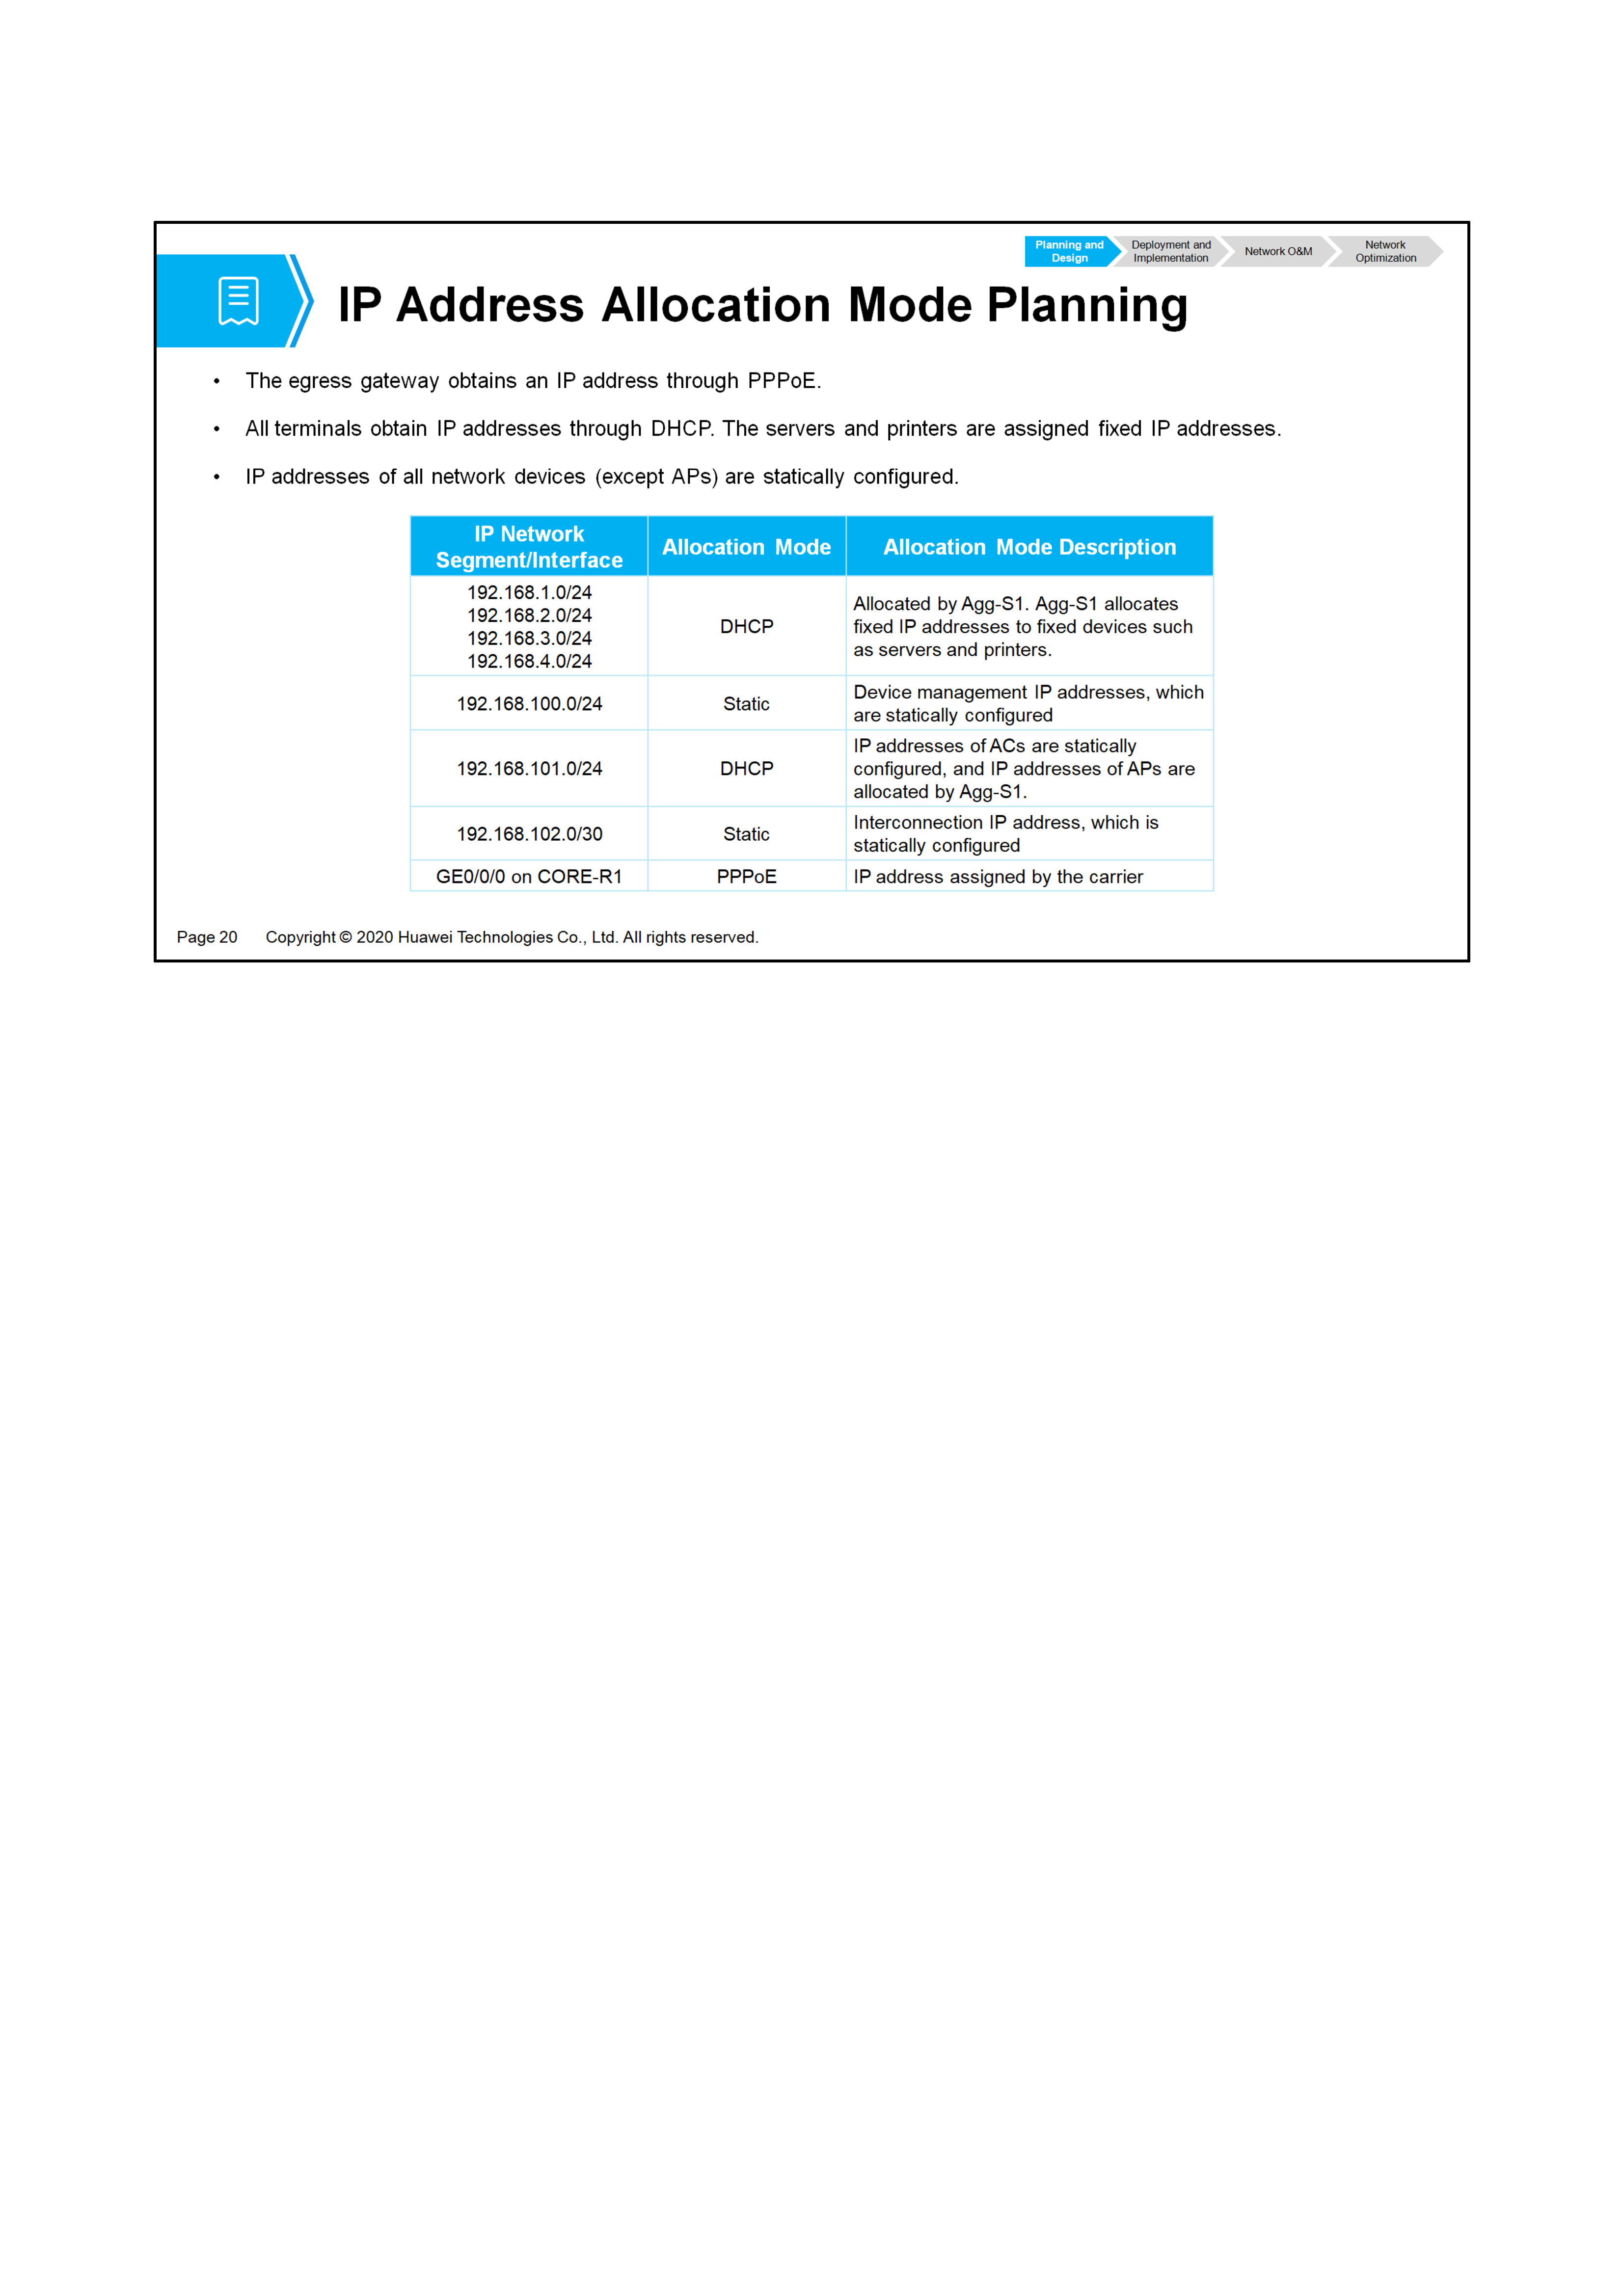 Planning and
Design
Deployment and
Implementation
Network O&M
Network
Optimization
IP Address Allocation Mode Planning
• The egress gateway obtains an IP address through PPPoE.
• All terminals obtain IP addresses through DHCP. The servers and printers are assigned fixed IP addresses.
• IP addresses of all network devices (except APs) are statically configured.
IP Network
Segment/Interface
Allocation Mode
Allocation Mode Description
192.168.1.0/24
192.168.2.0/24
192.168.3.0/24
192.168.4.0/24
DHCP
Allocated by Agg-S1. Agg-S1 allocates
fixed IP addresses to fixed devices such
as servers and printers.
192.168.100.0/24
Static
Device management IP addresses, which
are statically configured
192.168.101.0/24
DHCP
IP addresses of ACs are statically
configured, and IP addresses of APs are
allocated by Agg-S1.
192.168.102.0/30
Static
Interconnection IP address, which is
statically configured
GE0/0/0 on CORE-R1
PPPoE
IP address assigned by the carrier
Page 20 Copyright © 2020 Huawei Technologies Co., Ltd. All rights reserved.